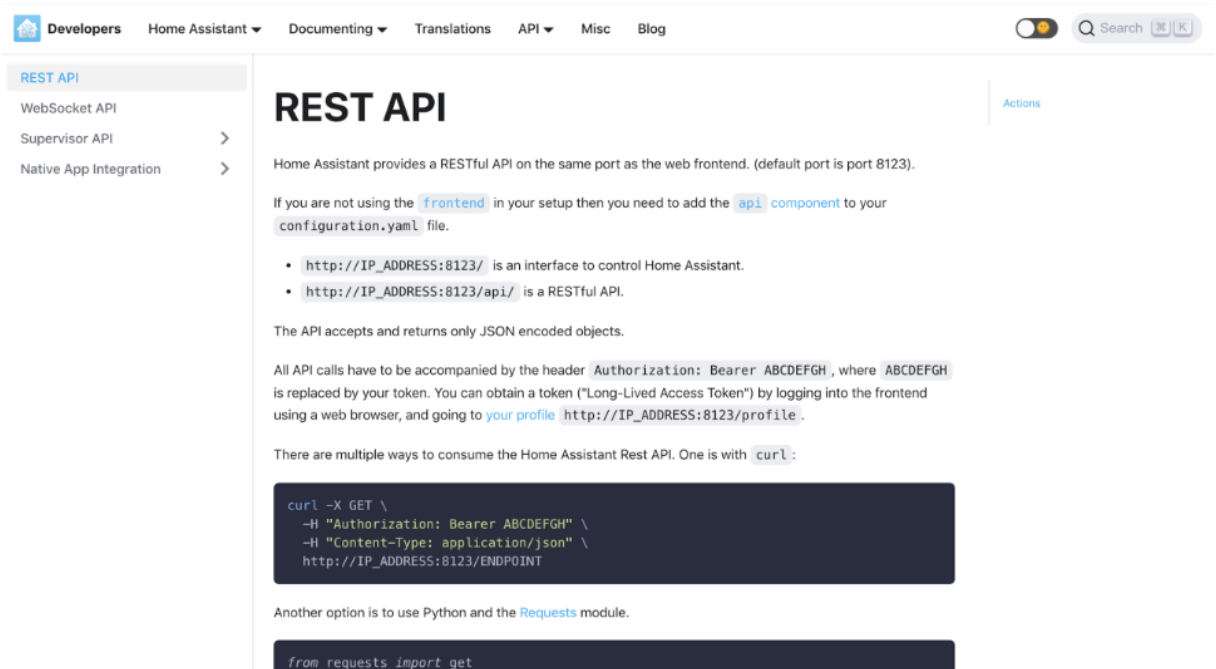 Developers Home Assistant Documenting Translations API Misc Blog Search ⌘ K
REST API
WebSocket API
Supervisor API
Native App Integration
REST API
Home Assistant provides a RESTful API on the same port as the web frontend. (default port is port 8123).
If you are not using the frontend in your setup then you need to add the api component to your
configuration.yaml file.
• http://IP_ADDRESS:8123/ is an interface to control Home Assistant.
• http://IP_ADDRESS:8123/api/ is a RESTful API.
The API accepts and returns only JSON encoded objects.
All API calls have to be accompanied by the header Authorization: Bearer ABCDEFGH, where ABCDEFGH
is replaced by your token. You can obtain a token ("Long-Lived Access Token") by logging into the frontend
using a web browser, and going to your profile http://IP_ADDRESS:8123/profile.
There are multiple ways to consume the Home Assistant Rest API. One is with curl:
curl -X GET \
  -H "Authorization: Bearer ABCDEFGH" \
  -H "Content-Type: application/json" \
  http://IP_ADDRESS:8123/ENDPOINT
Another option is to use Python and the Requests module.
from requests import get
Actions